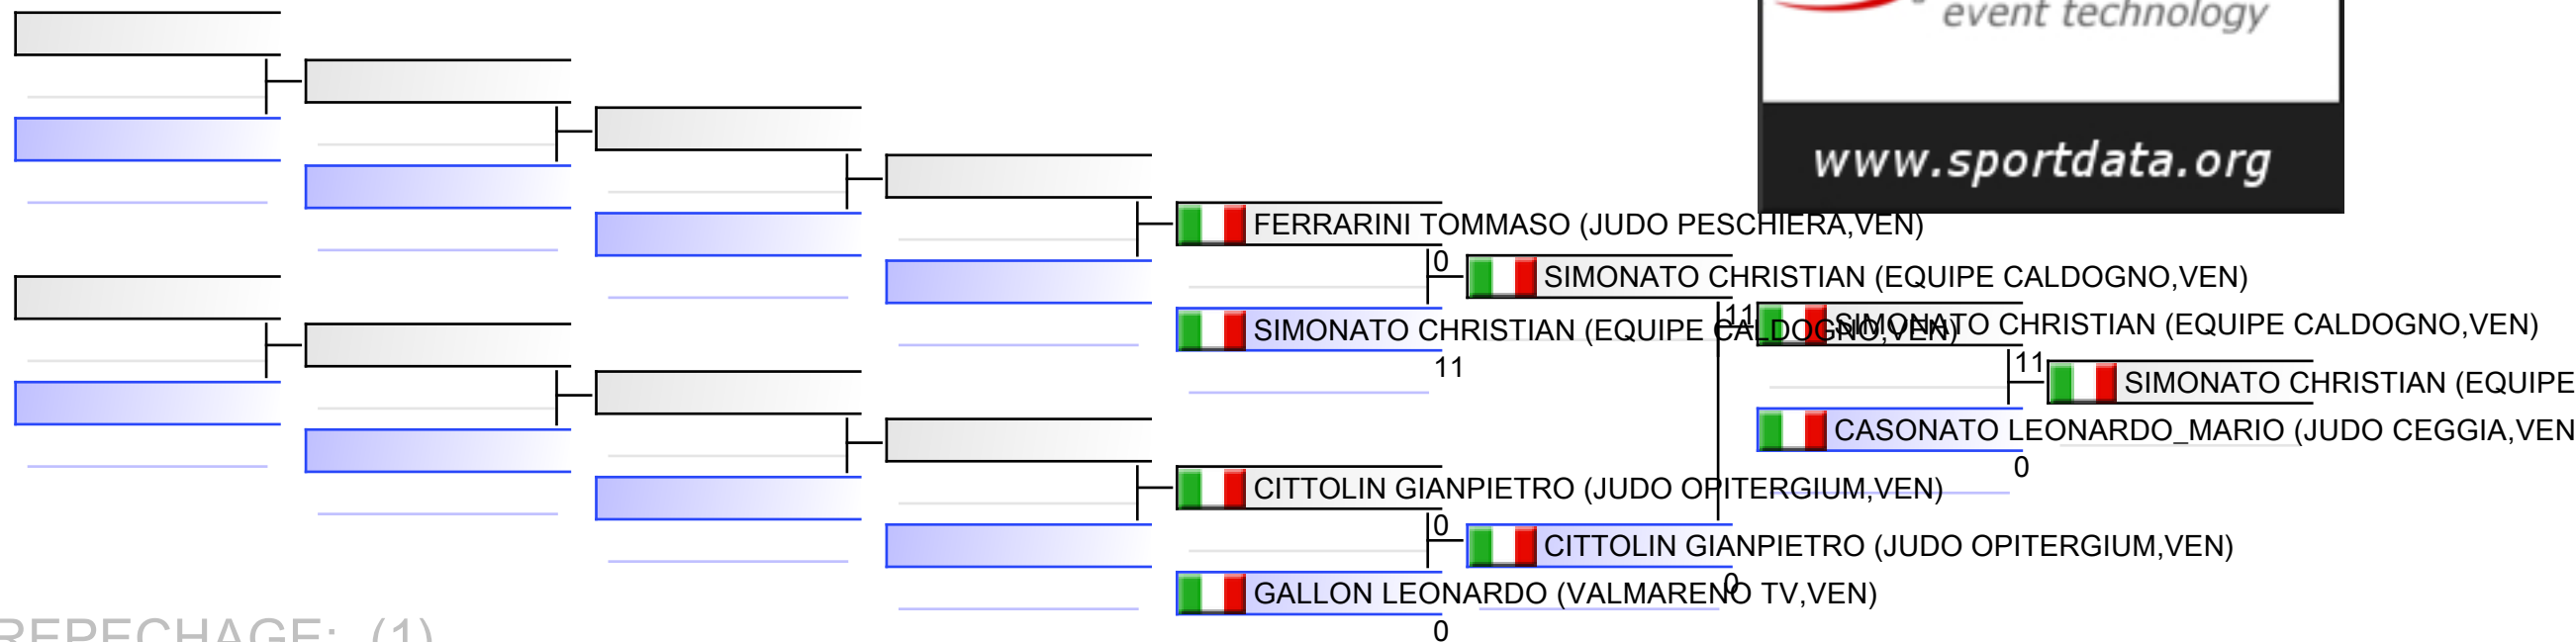 event technology
www.sportdata.org
FERRARINI TOMMASO (JUDO PESCHIERA,VEN)
0
SIMONATO CHRISTIAN (EQUIPE CALDOGNO,VEN)
11
SIMONATO CHRISTIAN (EQUIPE CALDOGNO,VEN)
SIMONATO CHRISTIAN (EQUIPE CALDOGNO,VEN)
11
11
SIMONATO CHRISTIAN (EQUIPE
CASONATO LEONARDO_MARIO (JUDO CEGGIA,VEN
0
CITTOLIN GIANPIETRO (JUDO OPITERGIUM,VEN)
0
CITTOLIN GIANPIETRO (JUDO OPITERGIUM,VEN)
0
GALLON LEONARDO (VALMARENO TV,VEN)
0
REPECHAGE: (1)